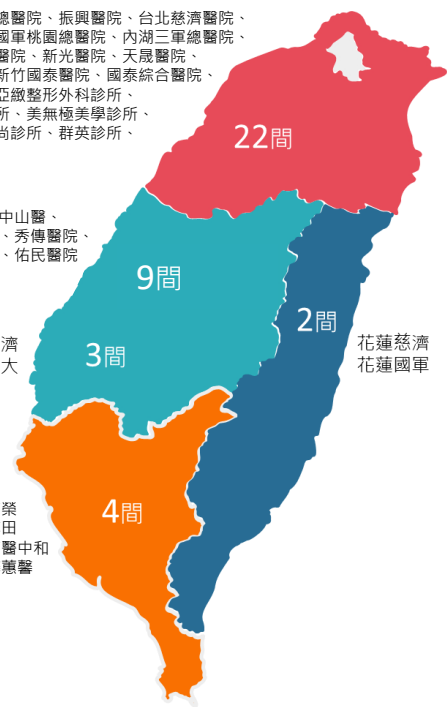 總醫院、振興醫院、台北慈濟醫院、
國軍桃園總醫院、內湖三軍總醫院、
醫院、新光醫院、天晟醫院、
新竹國泰醫院、國泰綜合醫院、
亞緻整形外科診所、
所、美無極美學診所、
尚診所、群英診所、
22間
中山醫、
、秀傳醫院、
、佑民醫院
9間
2間
花蓮慈濟
花蓮國軍
濟
大
3間
榮
田
醫中和
蕙馨
4間